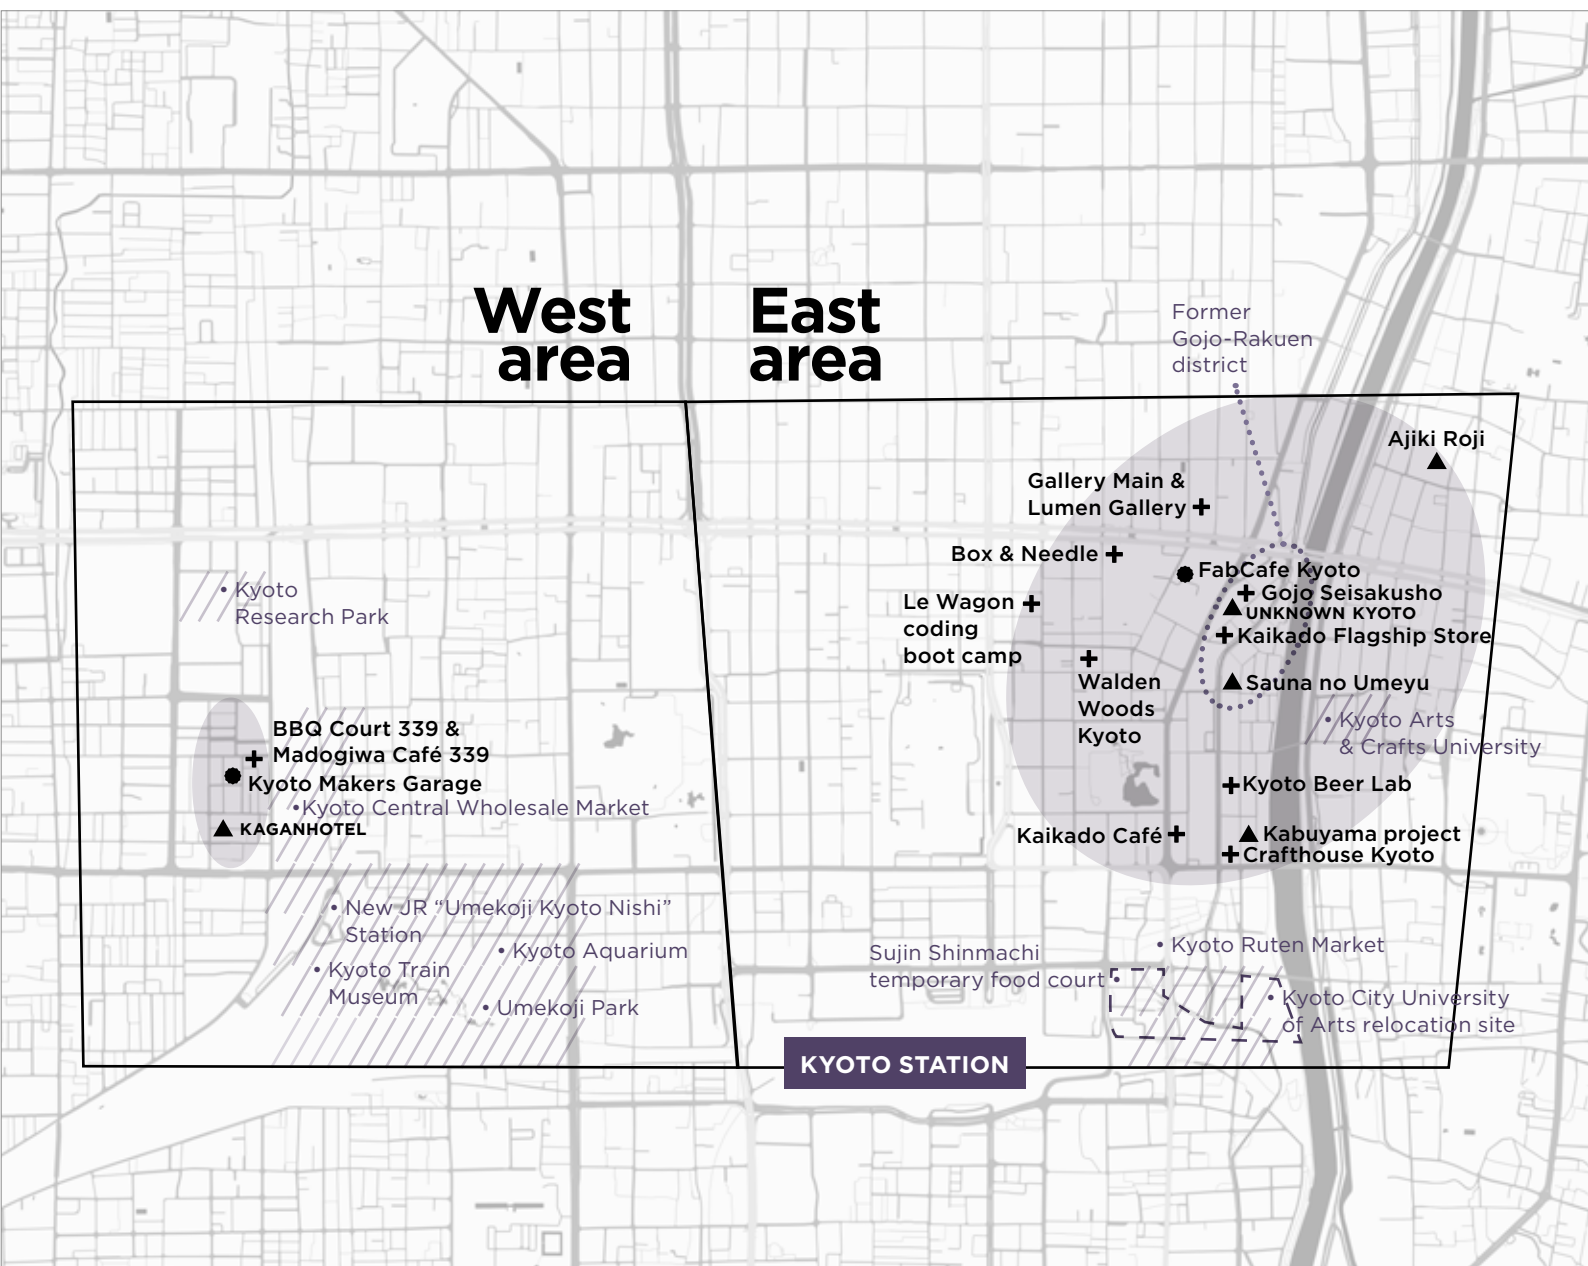 West
area
East
area
Former
Gojo-Rakuen
district
Ajiki Roji
Gallery Main &
Lumen Gallery
Box & Needle
FabCafe Kyoto
Gojo Seisakusho
UNKNOWN KYOTO
Kaikado Flagship Store
Le Wagon
coding
boot camp
Walden
Woods
Kyoto
Sauna no Umeyu
• Kyoto Arts
& Crafts University
• Kyoto
Research Park
BBQ Court 339 &
Madogiwa Café 339
Kyoto Makers Garage
•Kyoto Central Wholesale Market
KAGANHOTEL
Kyoto Beer Lab
Kaikado Café
Kabuyama project
Crafthouse Kyoto
• New JR “Umekoji Kyoto Nishi”
Station
• Kyoto Aquarium
• Kyoto Train
Museum
• Umekoji Park
Sujin Shinmachi
temporary food court •
• Kyoto Ruten Market
• Kyoto City University
of Arts relocation site
KYOTO STATION